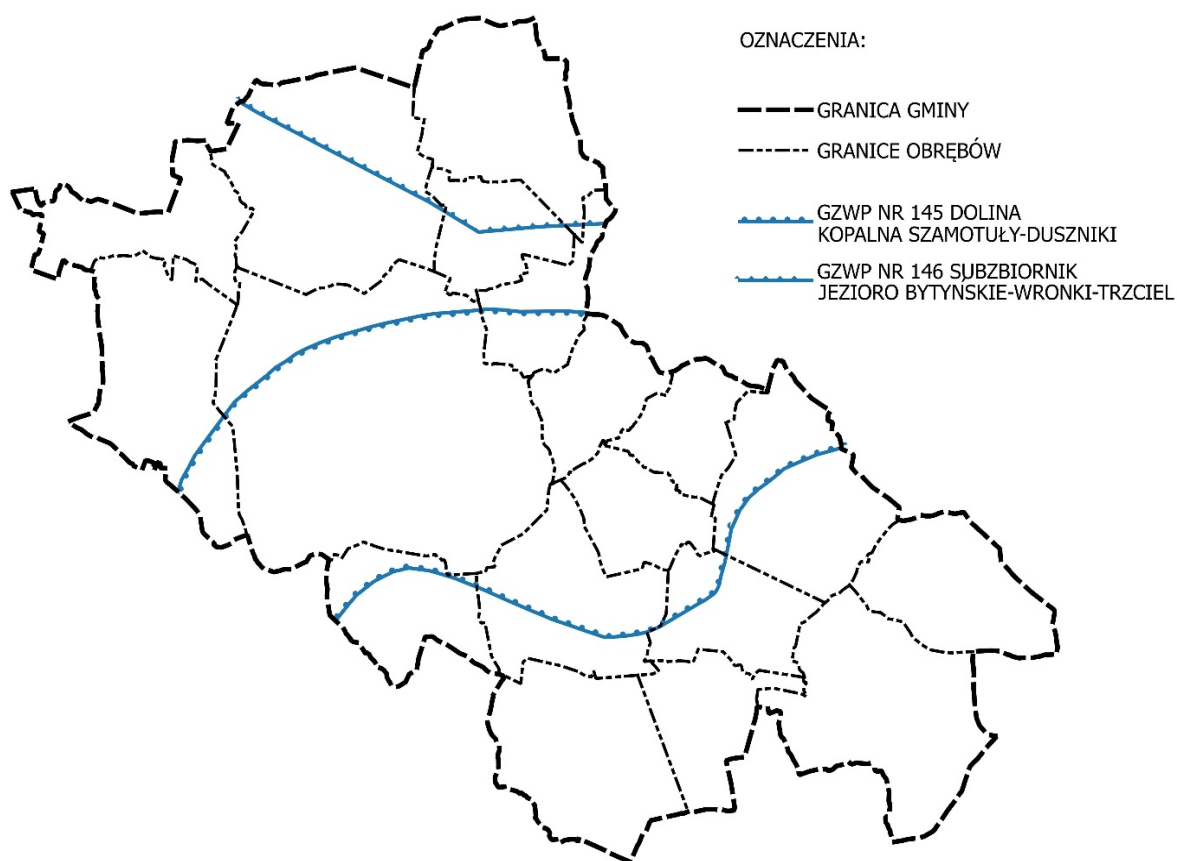 OZNACZENIA:
GRANICA GMINY
GRANICE OBRĘBÓW
GZWP NR 145 DOLINA
KOPALNA SZAMOTUŁY-DUSZNIKI
GZWP NR 146 SUBZBIORNIK
JEZIORO BYTYŃSKIE-WRONKI-TRZCIEL